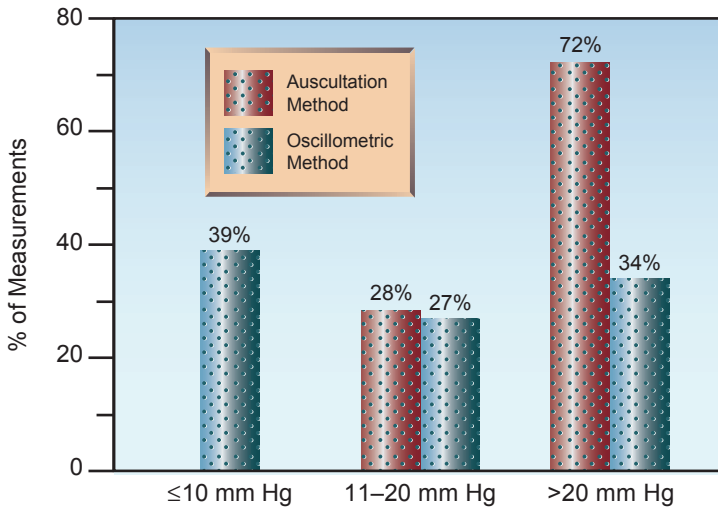 80
60
40
20
0
% of Measurements
Auscultation
Method
Oscillometric
Method
39%
28%
27%
72%
34%
≤10 mm Hg
11–20 mm Hg
>20 mm Hg